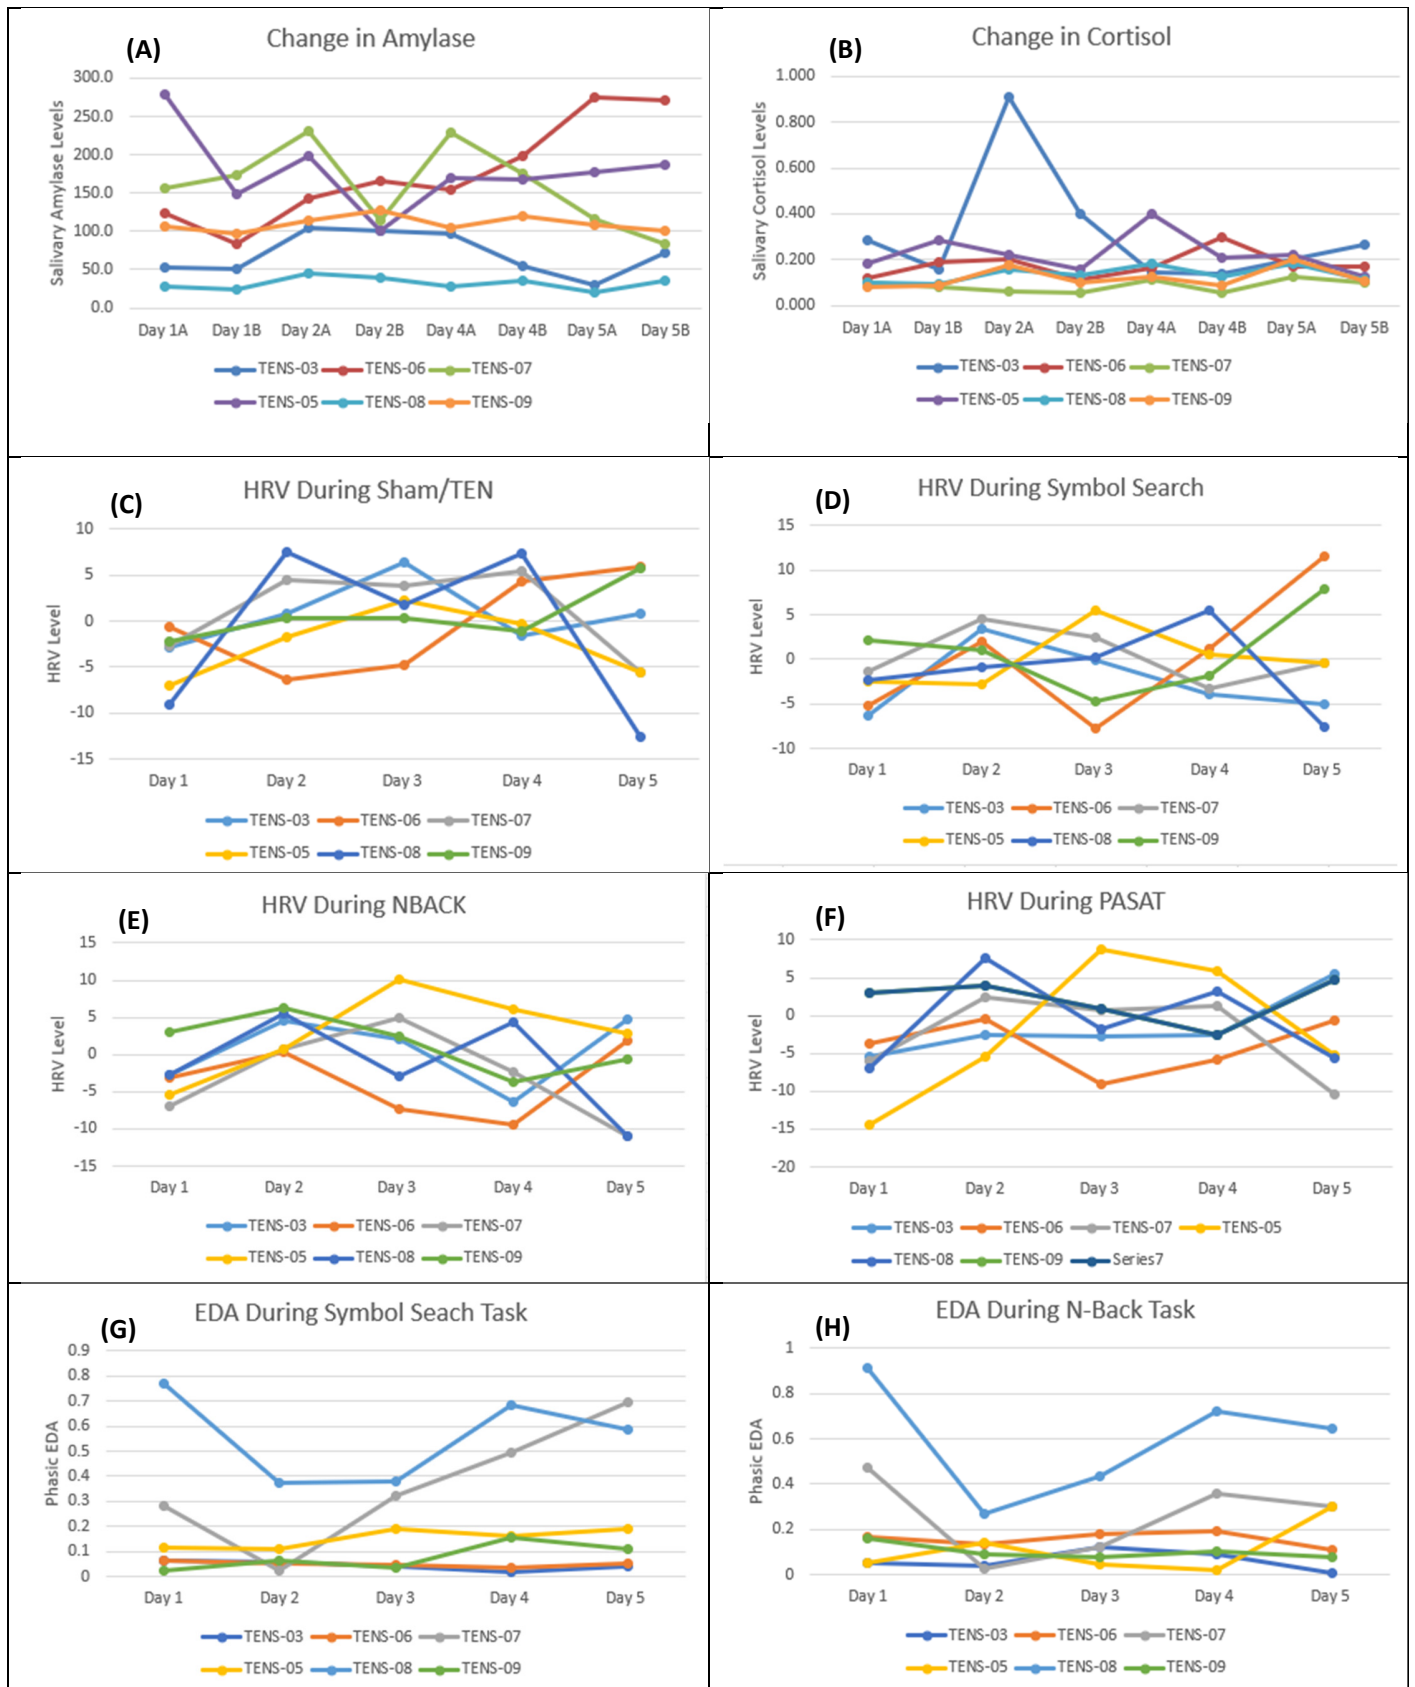 (A)
Change in Amylase
Salivary Amylase Levels
300.0
250.0
200.0
150.0
100.0
50.0
0.0
Day 1A Day 1B Day 2A Day 2B Day 4A Day 4B Day 5A Day 5B
TENS-03 TENS-06 TENS-07
TENS-05 TENS-08 TENS-09
(B)
Change in Cortisol
Salivary Cortisol Levels
1.000
0.800
0.600
0.400
0.200
0.000
Day 1A Day 1B Day 2A Day 2B Day 4A Day 4B Day 5A Day 5B
TENS-03 TENS-06 TENS-07
TENS-05 TENS-08 TENS-09
(C)
HRV During Sham/TEN
HRV Level
10
5
0
-5
-10
-15
Day 1 Day 2 Day 3 Day 4 Day 5
TENS-03 TENS-06 TENS-07
TENS-05 TENS-08 TENS-09
(D)
HRV During Symbol Search
HRV Level
15
10
5
0
-5
-10
Day 1 Day 2 Day 3 Day 4 Day 5
TENS-03 TENS-06 TENS-07
TENS-05 TENS-08 TENS-09
(E)
HRV During NBACK
HRV Level
15
10
5
0
-5
-10
-15
Day 1 Day 2 Day 3 Day 4 Day 5
TENS-03 TENS-06 TENS-07
TENS-05 TENS-08 TENS-09
(F)
HRV During PASAT
HRV Level
10
5
0
-5
-10
-15
-20
Day 1 Day 2 Day 3 Day 4 Day 5
TENS-03 TENS-06 TENS-07 TENS-05
TENS-08 TENS-09 Series7
(G)
EDA During Symbol Seach Task
Phasic EDA
0.9
0.8
0.7
0.6
0.5
0.4
0.3
0.2
0.1
0
Day 1 Day 2 Day 3 Day 4 Day 5
TENS-03 TENS-06 TENS-07
TENS-05 TENS-08 TENS-09
(H)
EDA During N-Back Task
Phasic EDA
1
0.8
0.6
0.4
0.2
0
Day 1 Day 2 Day 3 Day 4 Day 5
TENS-03 TENS-06 TENS-07
TENS-05 TENS-08 TENS-09